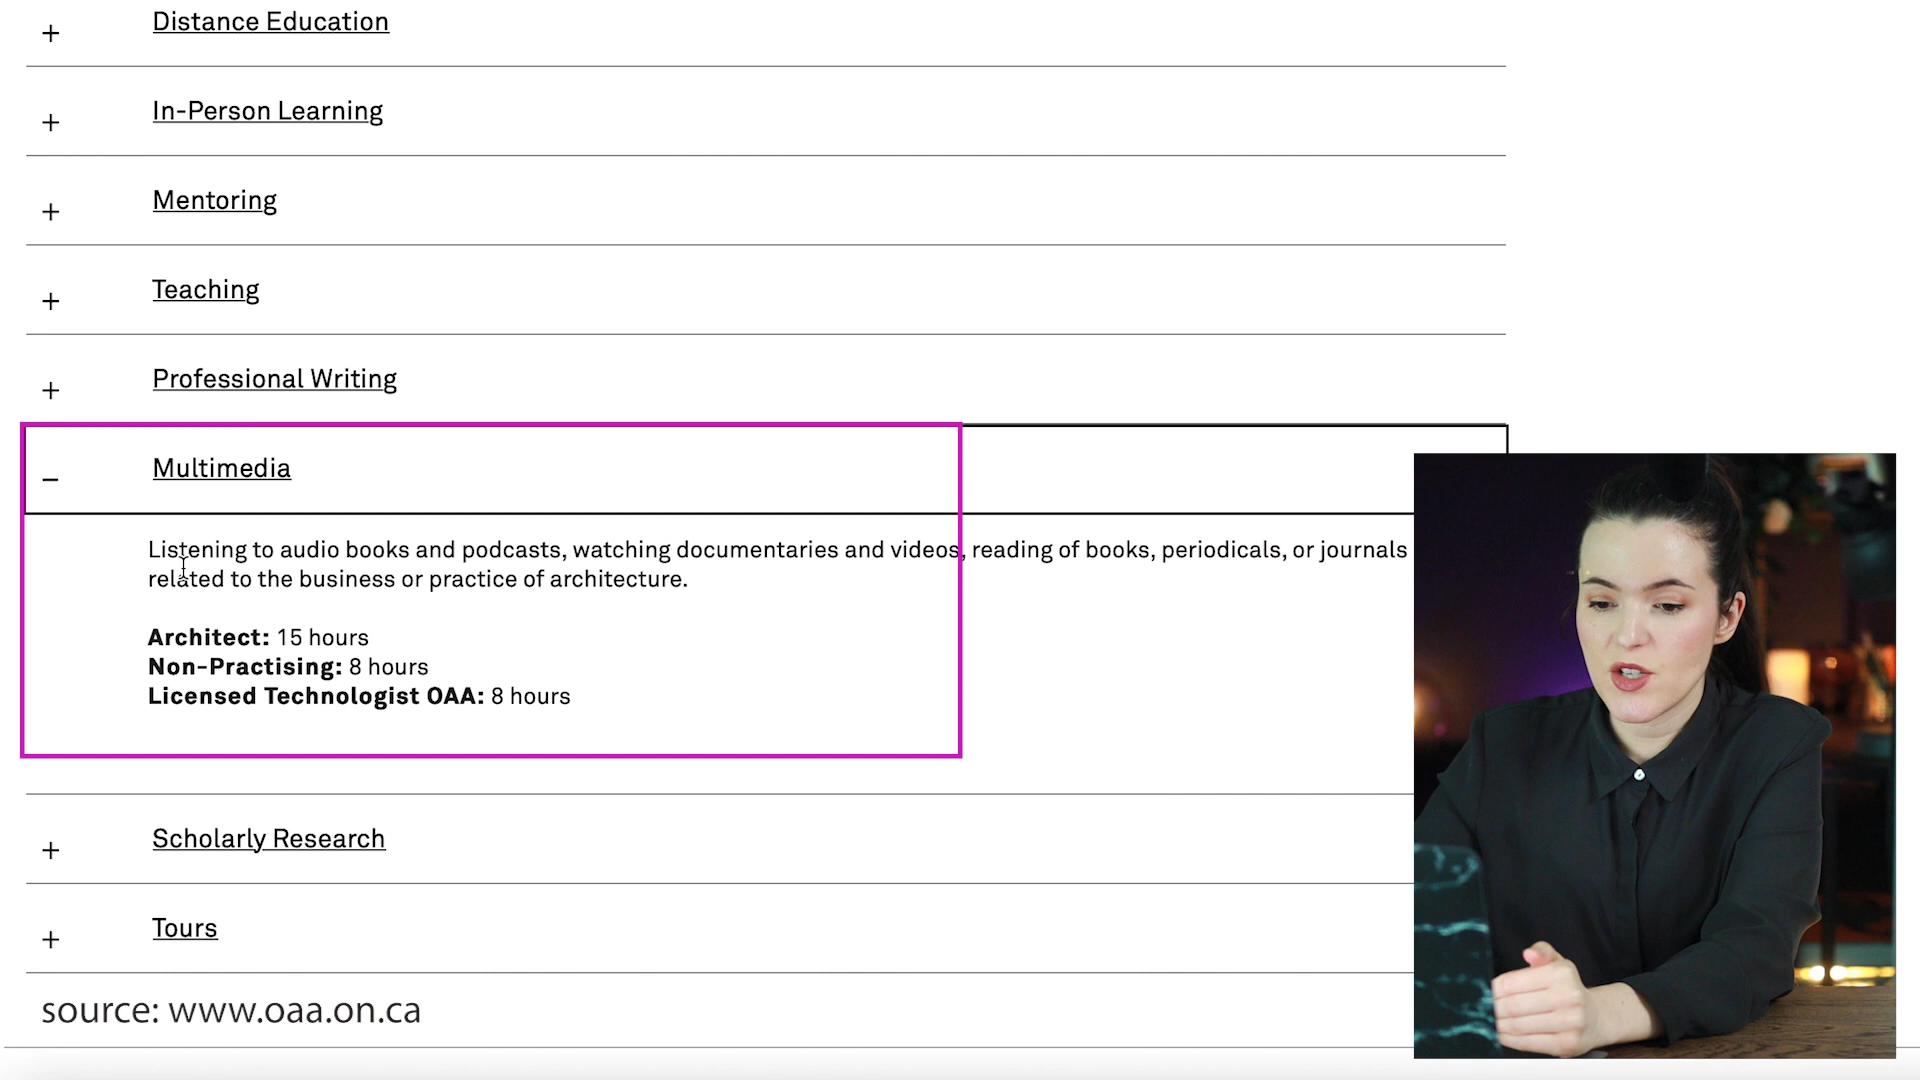 Distance Education
In-Person Learning
Mentoring
Teaching
Professional Writing
Multimedia
Listening to audio books and podcasts, watching documentaries and videos, reading of books, periodicals, or journals
related to the business or practice of architecture.
Architect: 15 hours
Non-Practising: 8 hours
Licensed Technologist OAA: 8 hours
Scholarly Research
Tours
source: www.oaa.on.ca